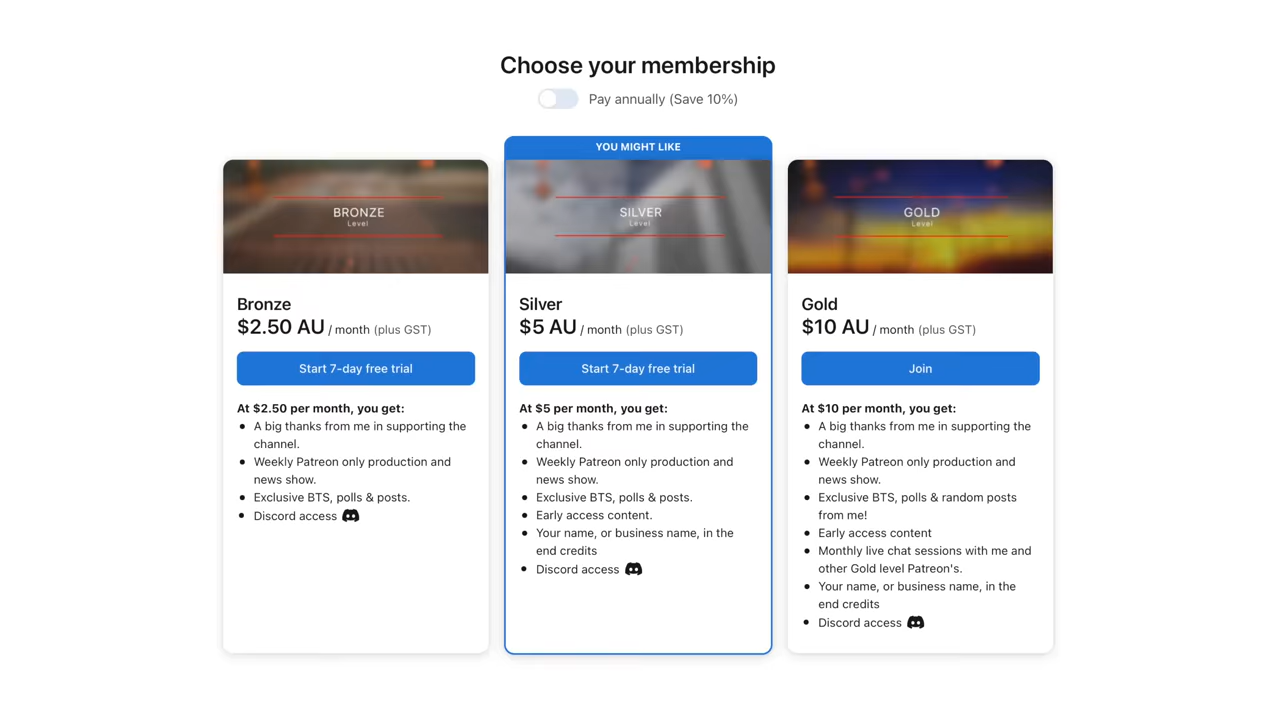 Choose your membership
Pay annually (Save 10%)
YOU MIGHT LIKE
BRONZE
Level
SILVER
Level
GOLD
Level
Bronze
$2.50 AU / month (plus GST)
Start 7-day free trial
At $2.50 per month, you get:
• A big thanks from me in supporting the
channel.
• Weekly Patreon only production and
news show.
• Exclusive BTS, polls & posts.
• Discord access
Silver
$5 AU / month (plus GST)
Start 7-day free trial
At $5 per month, you get:
• A big thanks from me in supporting the
channel.
• Weekly Patreon only production and
news show.
• Exclusive BTS, polls & posts.
• Early access content.
• Your name, or business name, in the
end credits
• Discord access
Gold
$10 AU / month (plus GST)
Join
At $10 per month, you get:
• A big thanks from me in supporting the
channel.
• Weekly Patreon only production and
news show.
• Exclusive BTS, polls & random posts
from me!
• Early access content
• Monthly live chat sessions with me and
other Gold level Patreon's.
• Your name, or business name, in the
end credits
• Discord access